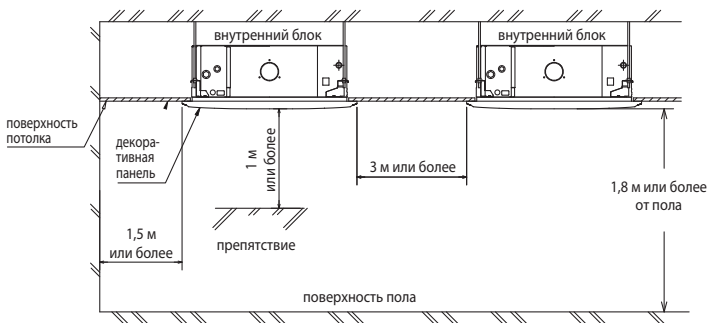 внутренний блок
внутренний блок
поверхность
потолка
декора-
тивная
панель
1 м
или более
3 м или более
1,8 м или более
от пола
1,5 м
или более
препятствие
поверхность пола